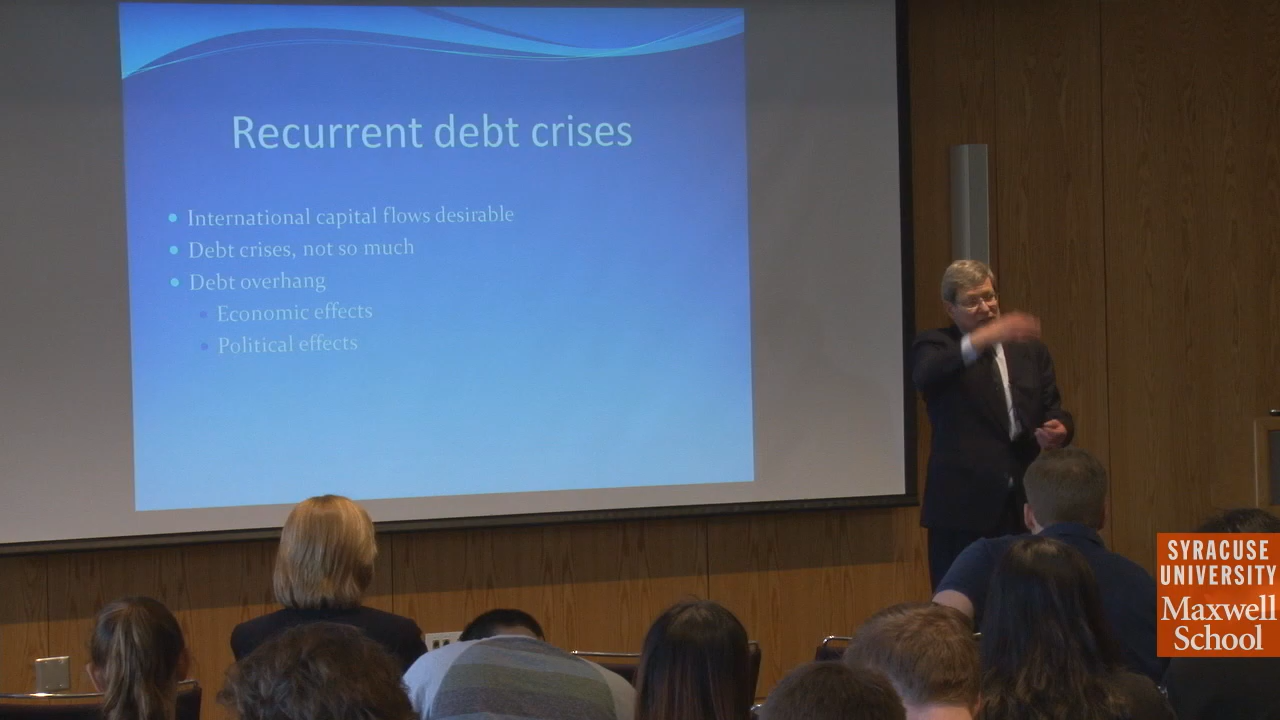 Recurrent debt crises
International capital flows desirable
Debt crises, not so much
Debt overhang
Economic effects
Political effects
SYRACUSE
UNIVERSITY
Maxwell
School